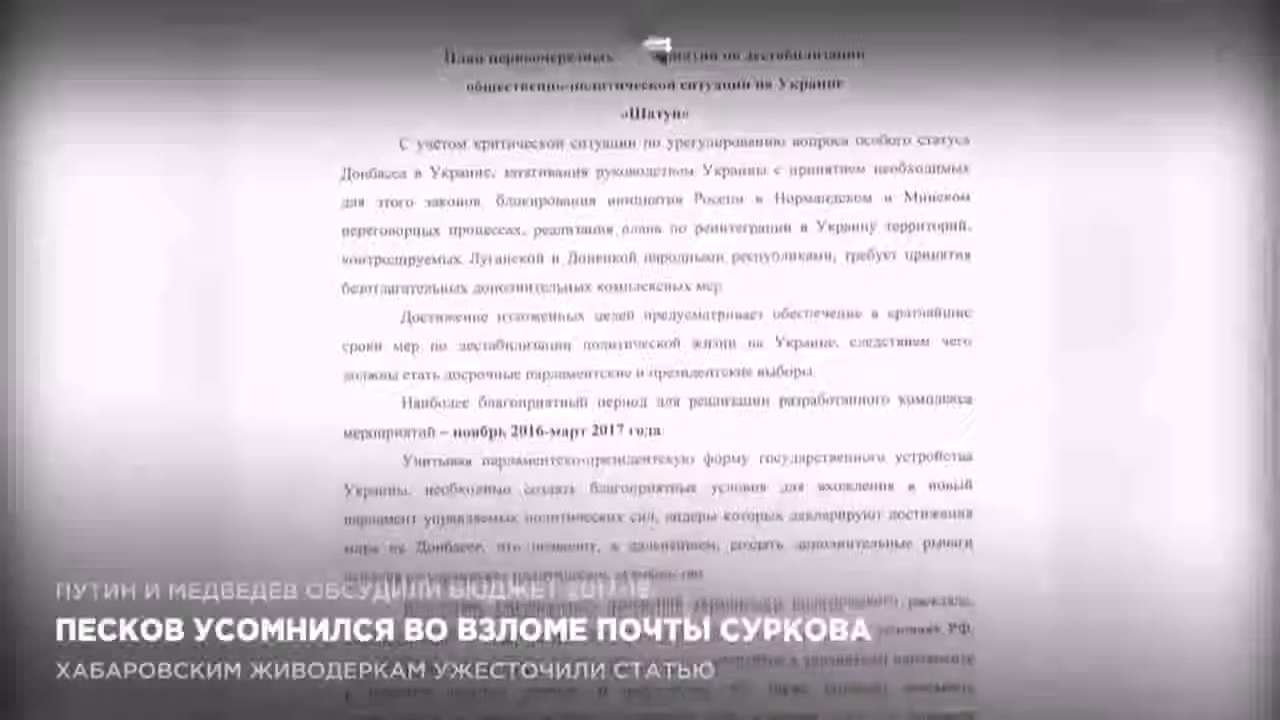 План первоочередных по дестабилизации
общественно-политической ситуации на Украине
«Шатун»
С учетом критической ситуации по урегулированию вопроса особого статуса
Донбасса в Украине, затягивания руководством Украины с принятием необходимых
для этого законов, блокирования инициатив России в Нормандском и Минском
переговорных процессах, реализация плана по реинтеграции в Украину территорий,
контролируемых Луганской и Донецкой народными республиками, требует принятия
безотлагательных дополнительных комплексных мер.
Достижение изложенных целей предусматривает обеспечение в кратчайшие
сроки мер по дестабилизации политической жизни на Украине, следствием чего
должны стать досрочные парламентские и президентские выборы.
Наиболее благоприятный период для реализации разработанного комплекса
мероприятий – ноябрь 2016-март 2017 года.
Учитывая парламентско-президентскую форму государственного устройства
Украины, необходимо создать благоприятные условия для вхождения в новый
парламент управляемых политических сил, лидеры которых декларируют достижения
мира на Донбассе, что позволит, в дальнейшем, создать дополнительные рычаги
ПУТИН И МЕДВЕДЕВ ОБСУДИЛИ БЮДЖЕТ
ПЕСКОВ УСОМНИЛСЯ ВО ВЗЛОМЕ ПОЧТЫ СУРКОВА
РФ,
ХАБАРОВСКИМ ЖИВОДЕРКАМ УЖЕСТОЧИЛИ СТАТЬЮ